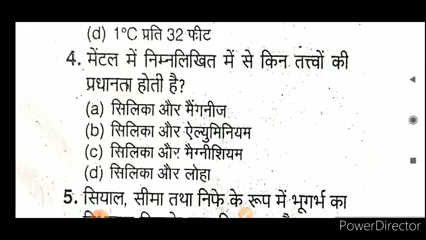 (d) 1°C प्रति 32 फीट
4. मेंटल में निम्नलिखित में से किन तत्त्वों की
प्रधानता होती है?
(a) सिलिका और मैंगनीज
(b) सिलिका और ऐल्युमिनियम
(c) सिलिका और मैग्नीशियम
(d) सिलिका और लोहा
5. सियाल, सीमा तथा निफे के रूप में भूगर्भ का
PowerDirector